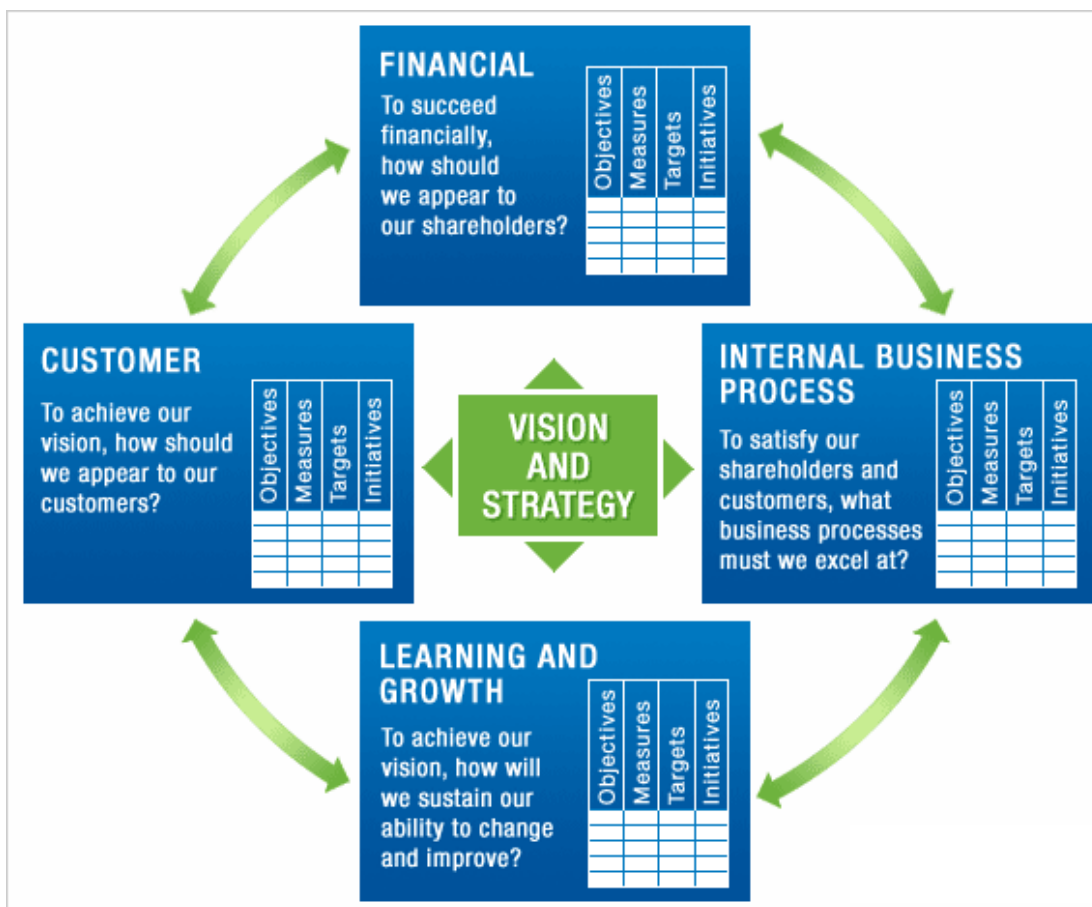 FINANCIAL
To succeed
financially,
how should
we appear to
our shareholders?
Objectives
Measures
Targets
Initiatives
CUSTOMER
To achieve our
vision, how should
we appear to our
customers?
Objectives
Measures
Targets
Initiatives
VISION
AND
STRATEGY
INTERNAL BUSINESS
PROCESS
To satisfy our
shareholders and
customers, what
business processes
must we excel at?
Objectives
Measures
Targets
Initiatives
LEARNING AND
GROWTH
To achieve our
vision, how will
we sustain our
ability to change
and improve?
Objectives
Measures
Targets
Initiatives